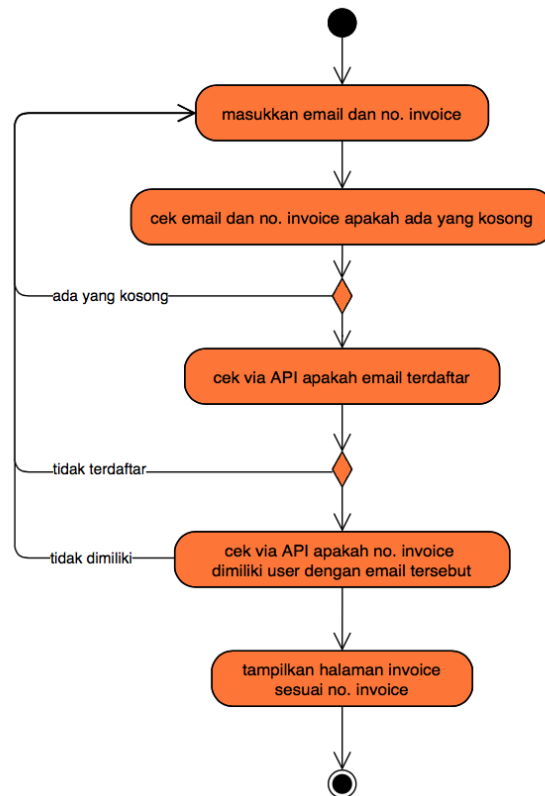 masukkan email dan no. invoice
cek email dan no. invoice apakah ada yang kosong
ada yang kosong
cek via API apakah email terdaftar
tidak terdaftar
tidak dimiliki
cek via API apakah no. invoice
dimiliki user dengan email tersebut
tampilkan halaman invoice
sesuai no. invoice